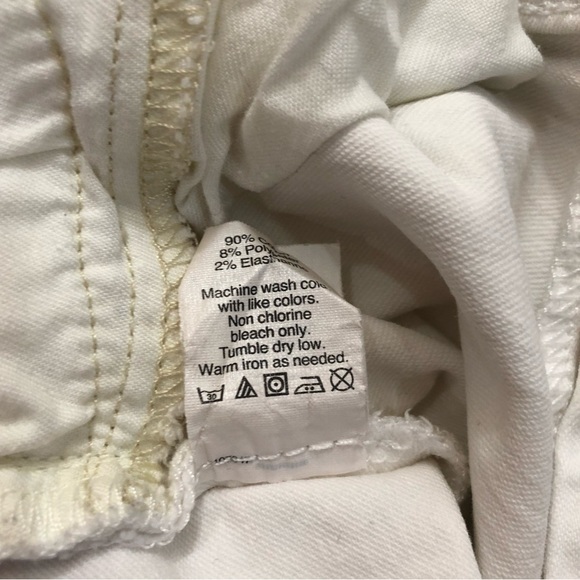 90%
8%
2%
Machine wash
with like colors.
Non chlorine
bleach only.
Tumble dry low.
Warm iron as needed.
30